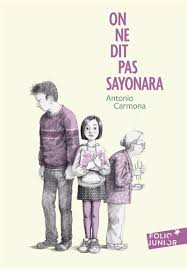 ON
NE
DIT
PAS
SAYONARA
Antonio
Carmona
FOLIO
JUNIOR